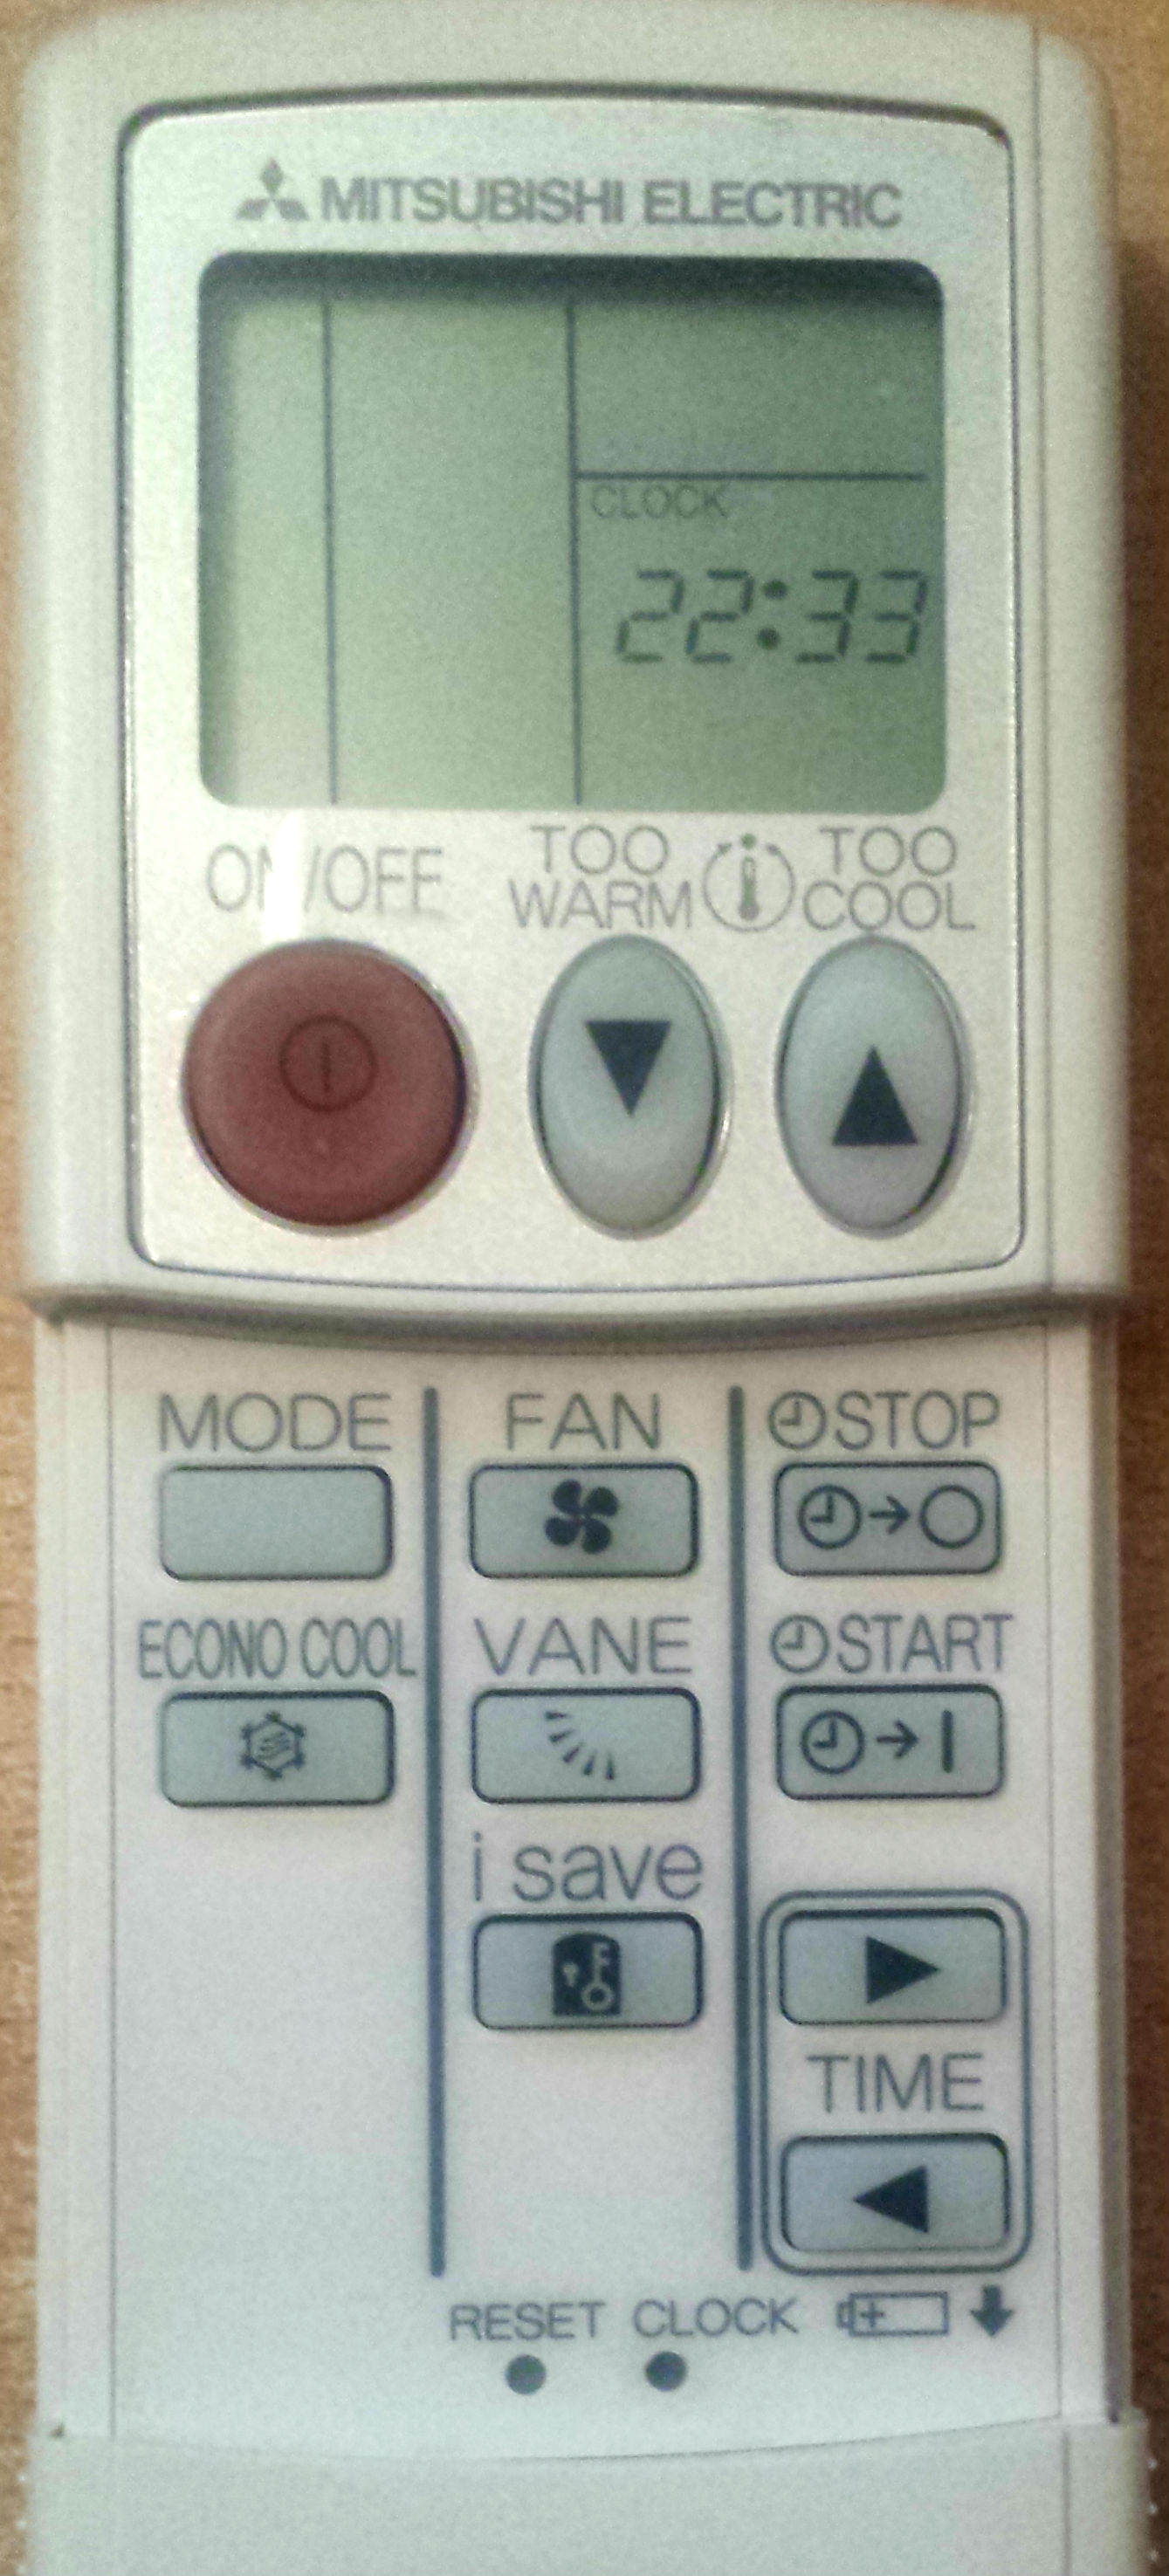 MITSUBISHI ELECTRIC
CLOCK
22:33
ON/OFF
TOO WARM
TOO COOL
MODE
FAN
STOP
ECONO COOL
VANE
START
i save
TIME
RESET
CLOCK